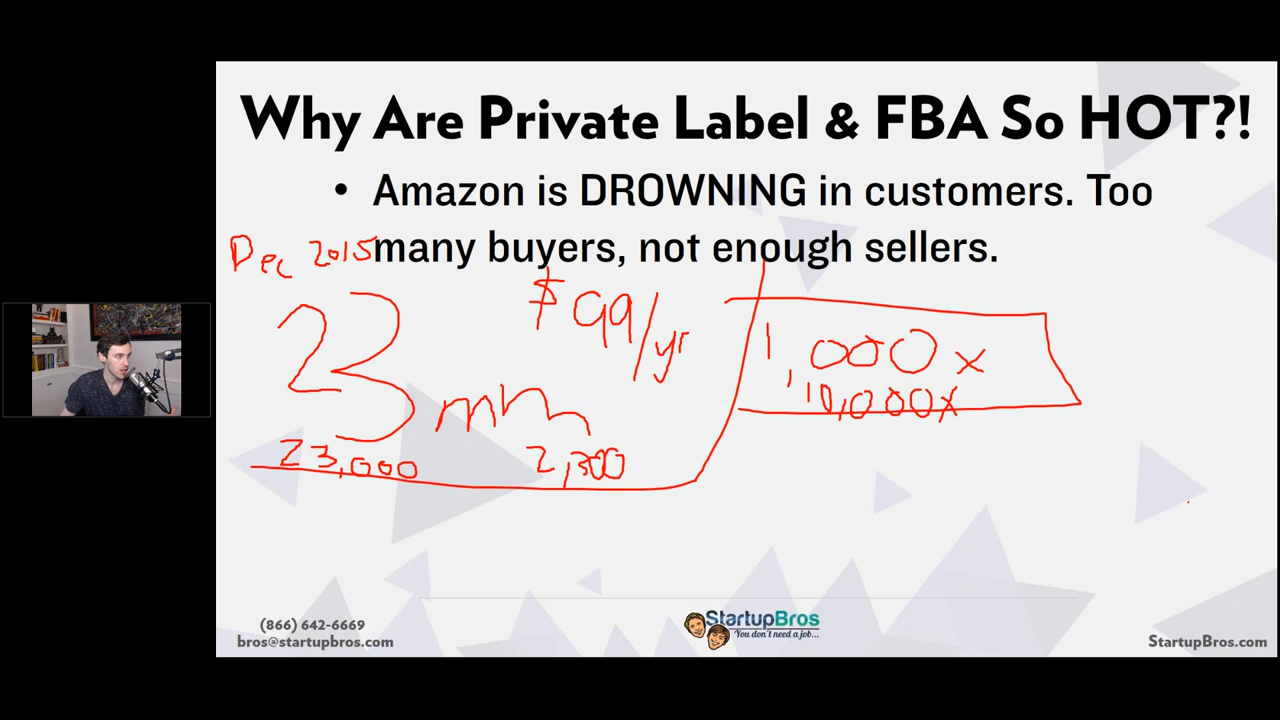 Why Are Private Label & FBA So HOT?!
• Amazon is DROWNING in customers. Too
many buyers, not enough sellers.
Dec 2015
$99/yr
23 mm
1,000x
10,000x
23,000
2,300
(866) 642-6669
bros@startupbros.com
StartupBros
"You don't need a job...
StartupBros.com